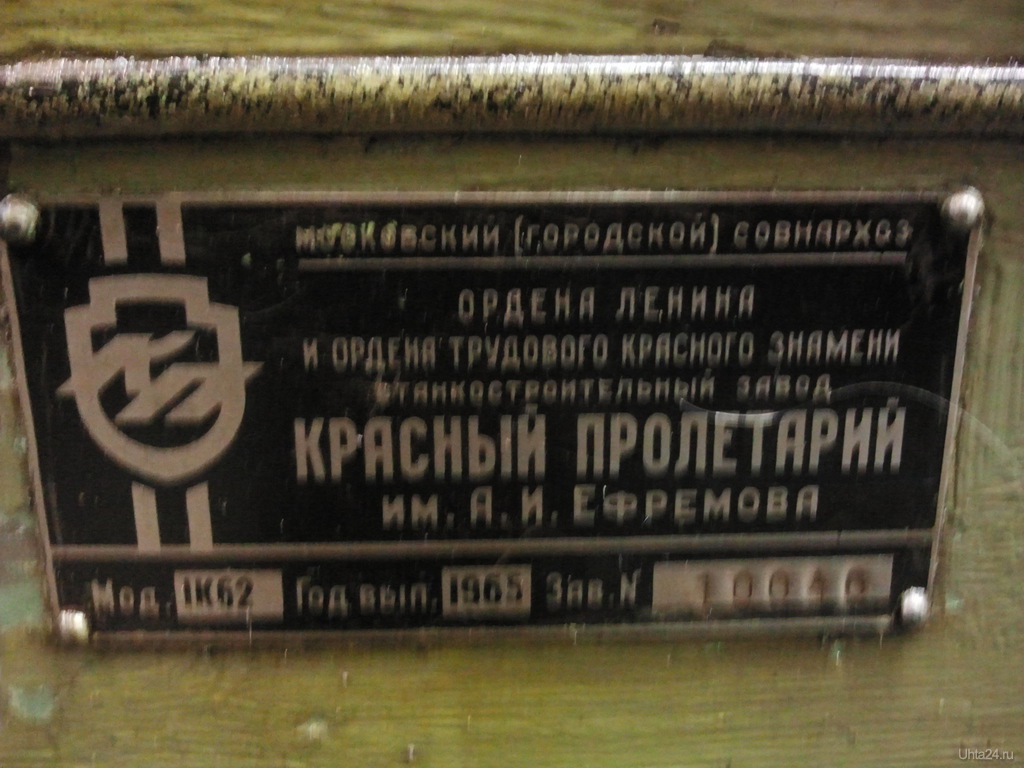 МОСКОВСКИЙ (ГОРОДСКОЙ) СОВНАРХОЗ
ОРДЕНА ЛЕНИНА
И ОРДЕНА ТРУДОВОГО КРАСНОГО ЗНАМЕНИ
СТАНКОСТРОИТЕЛЬНЫЙ ЗАВОД
КРАСНЫЙ ПРОЛЕТАРИЙ
ИМ. А. И. ЕФРЕМОВА
Мод. 1К62 Год вып. 1965 Зав. N 10046
Uhta24.ru